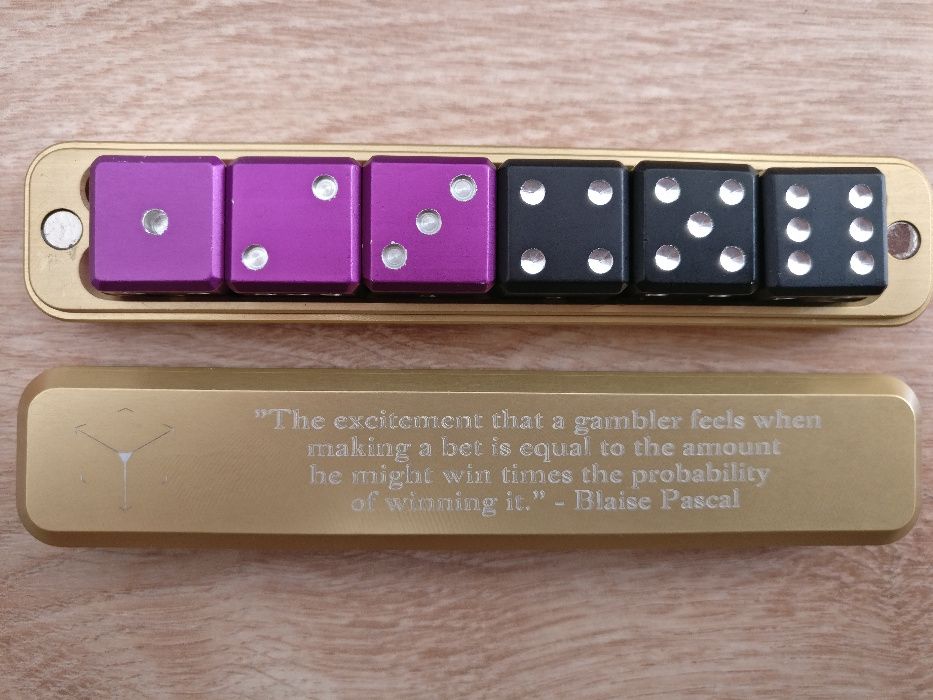 ”The excitement that a gambler feels when
making a bet is equal to the amount
he might win times the probability
of winning it.” - Blaise Pascal